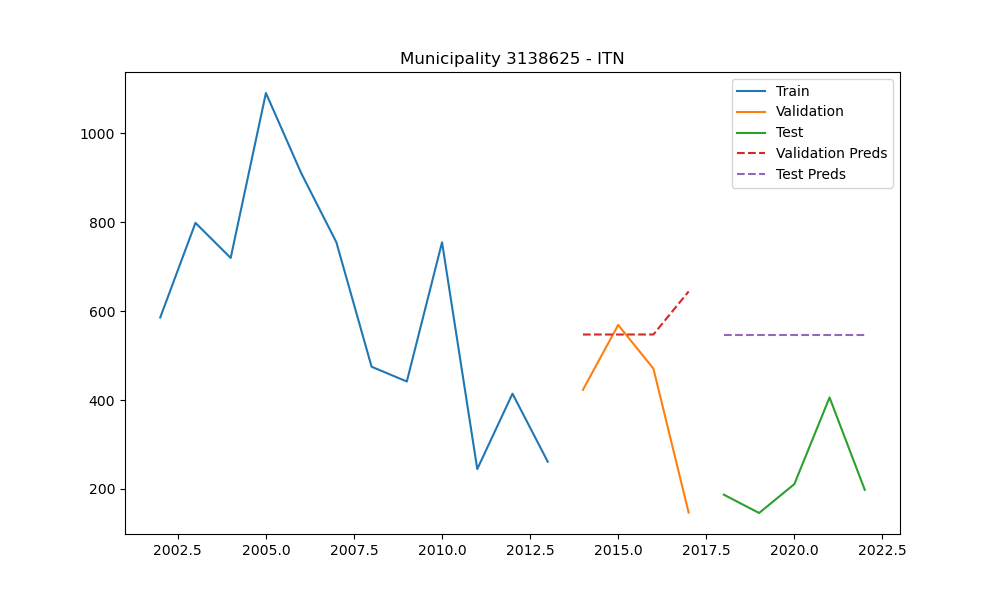 Municipality 3138625 - ITN
Train
Validation
Test
Validation Preds
Test Preds
1000
800
600
400
200
2002.5 2005.0 2007.5 2010.0 2012.5 2015.0 2017.5 2020.0 2022.5